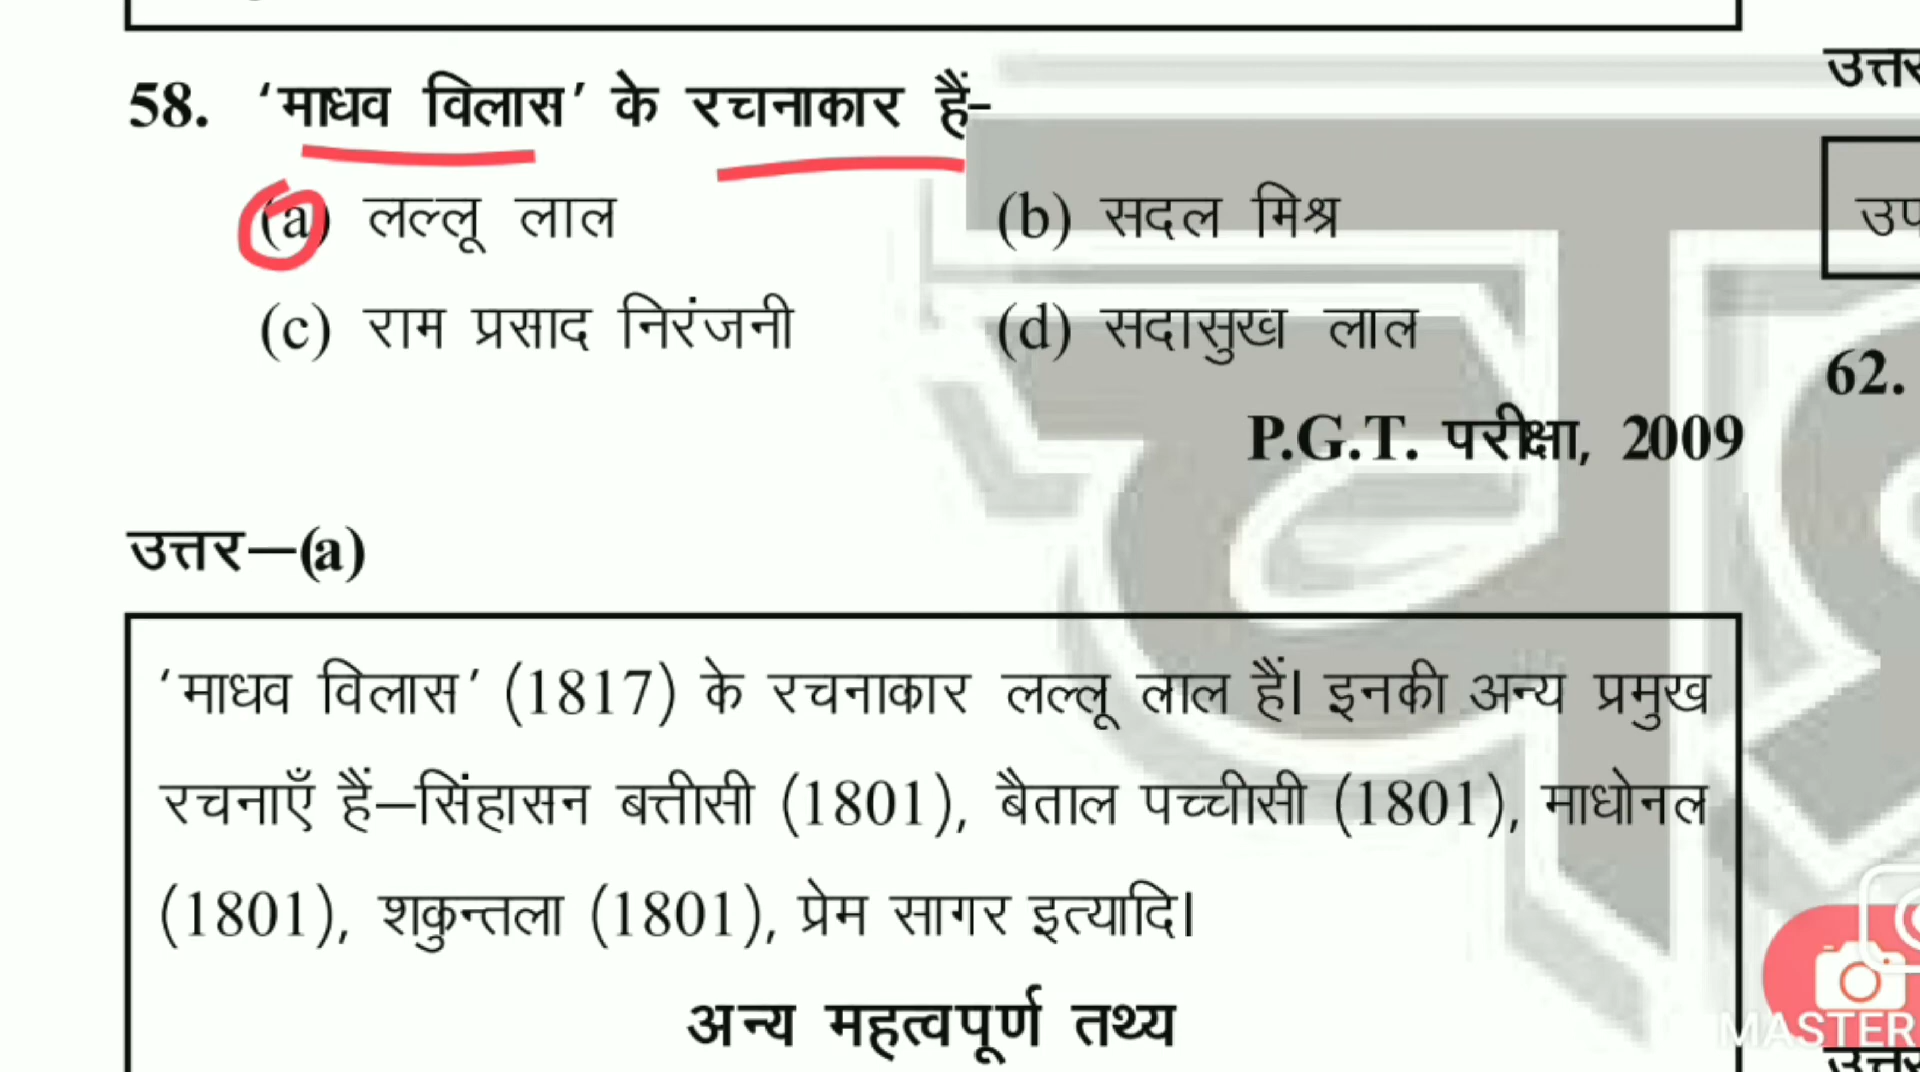 58. ‘माधव विलास’ के रचनाकार हैं-
(a) लल्लू लाल (b) सदल मिश्र
(c) राम प्रसाद निरंजनी (d) सदासुख लाल
P.G.T. परीक्षा, 2009
उत्तर—(a)
‘माधव विलास’ (1817) के रचनाकार लल्लू लाल हैं। इनकी अन्य प्रमुख
रचनाएँ हैं—सिंहासन बत्तीसी (1801), बैताल पच्चीसी (1801), माधोनल
(1801), शकुन्तला (1801), प्रेम सागर इत्यादि।
अन्य महत्वपूर्ण तथ्य
62.
MASTER